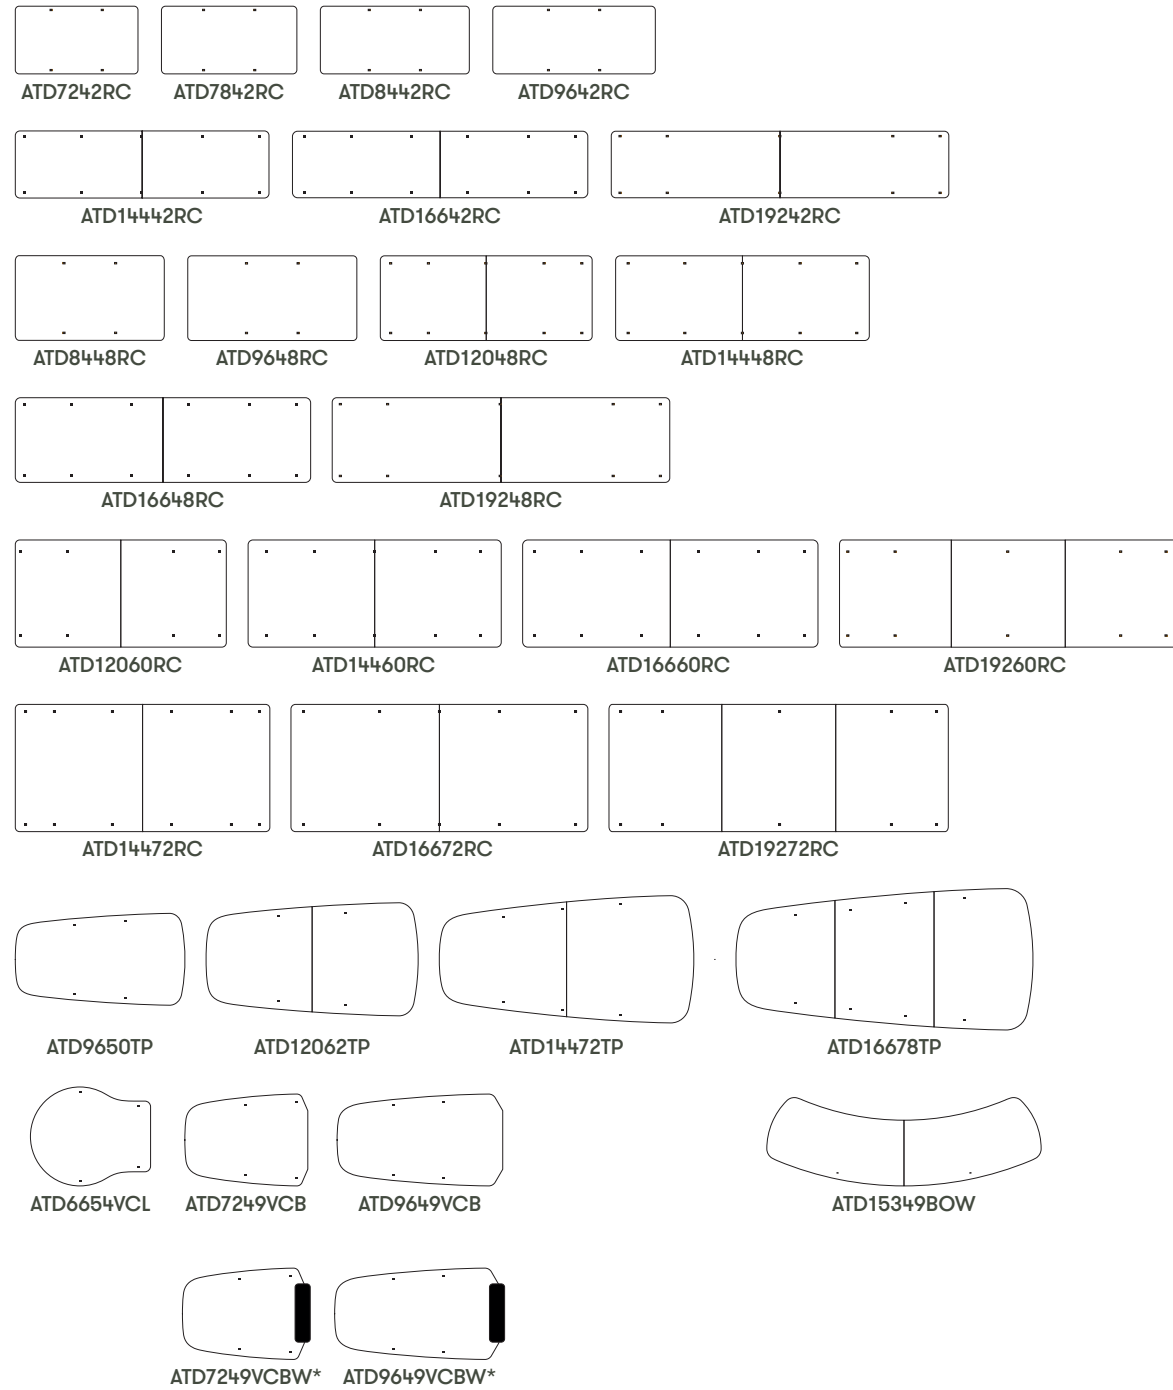 ATD7242RC ATD7842RC ATD8442RC ATD9642RC
ATD14442RC ATD16642RC ATD19242RC
ATD8448RC ATD9648RC ATD12048RC ATD14448RC
ATD16648RC ATD19248RC
ATD12060RC ATD14460RC ATD16660RC ATD19260RC
ATD14472RC ATD16672RC ATD19272RC
ATD9650TP ATD12062TP ATD14472TP ATD16678TP
ATD6654VCL ATD7249VCB ATD9649VCB ATD15349BOW
ATD7249VCBW* ATD9649VCBW*